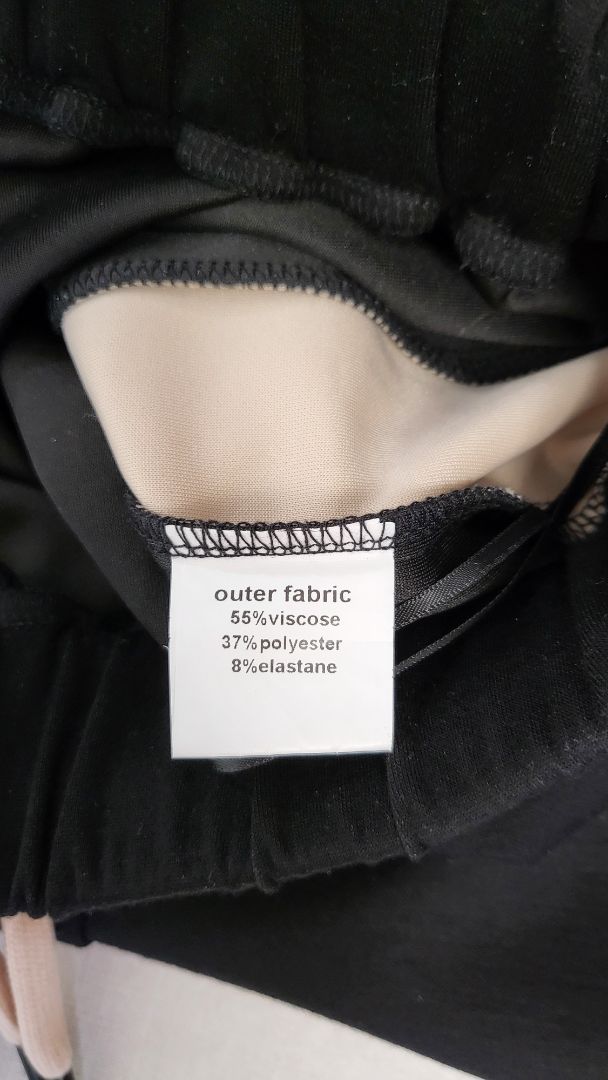 outer fabric
55%viscose
37%polyester
8%elastane